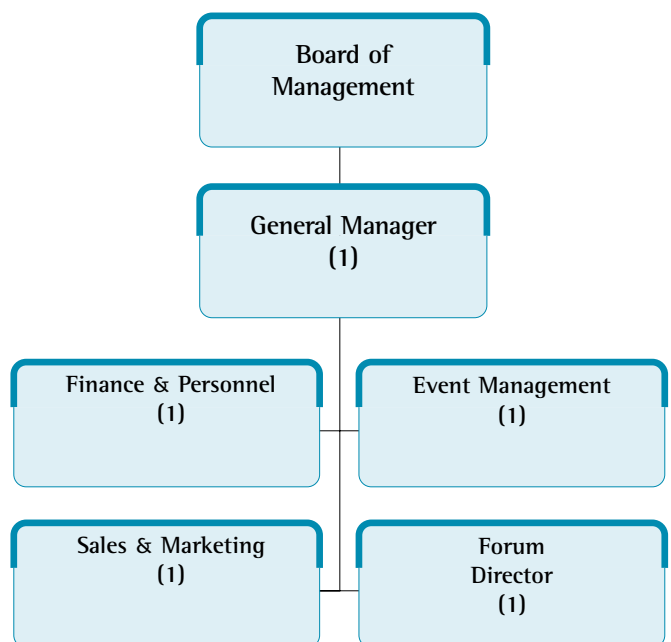 Board of
Management
General Manager
(1)
Finance & Personnel
(1)
Event Management
(1)
Sales & Marketing
(1)
Forum
Director
(1)